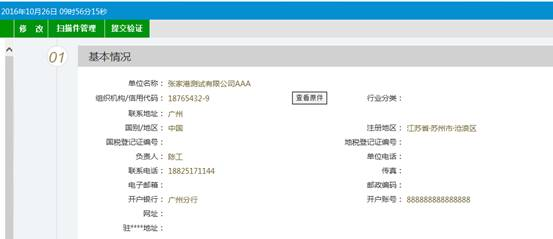 2016年10月26日 09时56分15秒
修 改 扫描件管理 提交验证
01 基本情况
单位名称： 张家港测试有限公司AAA
组织机构/信用代码： 18765432-9 查看原件 行业分类：
联系地址： 广州
国别/地区： 中国 注册地区： 江苏省·苏州市·沧浪区
国税登记证编号： 地税登记证编号：
负责人： 陈工 单位电话：
联系电话： 18825171144 传真：
电子邮箱： 邮政编码：
开户银行： 广州分行 开户账号： 888888888888888
网址：
驻****地址：